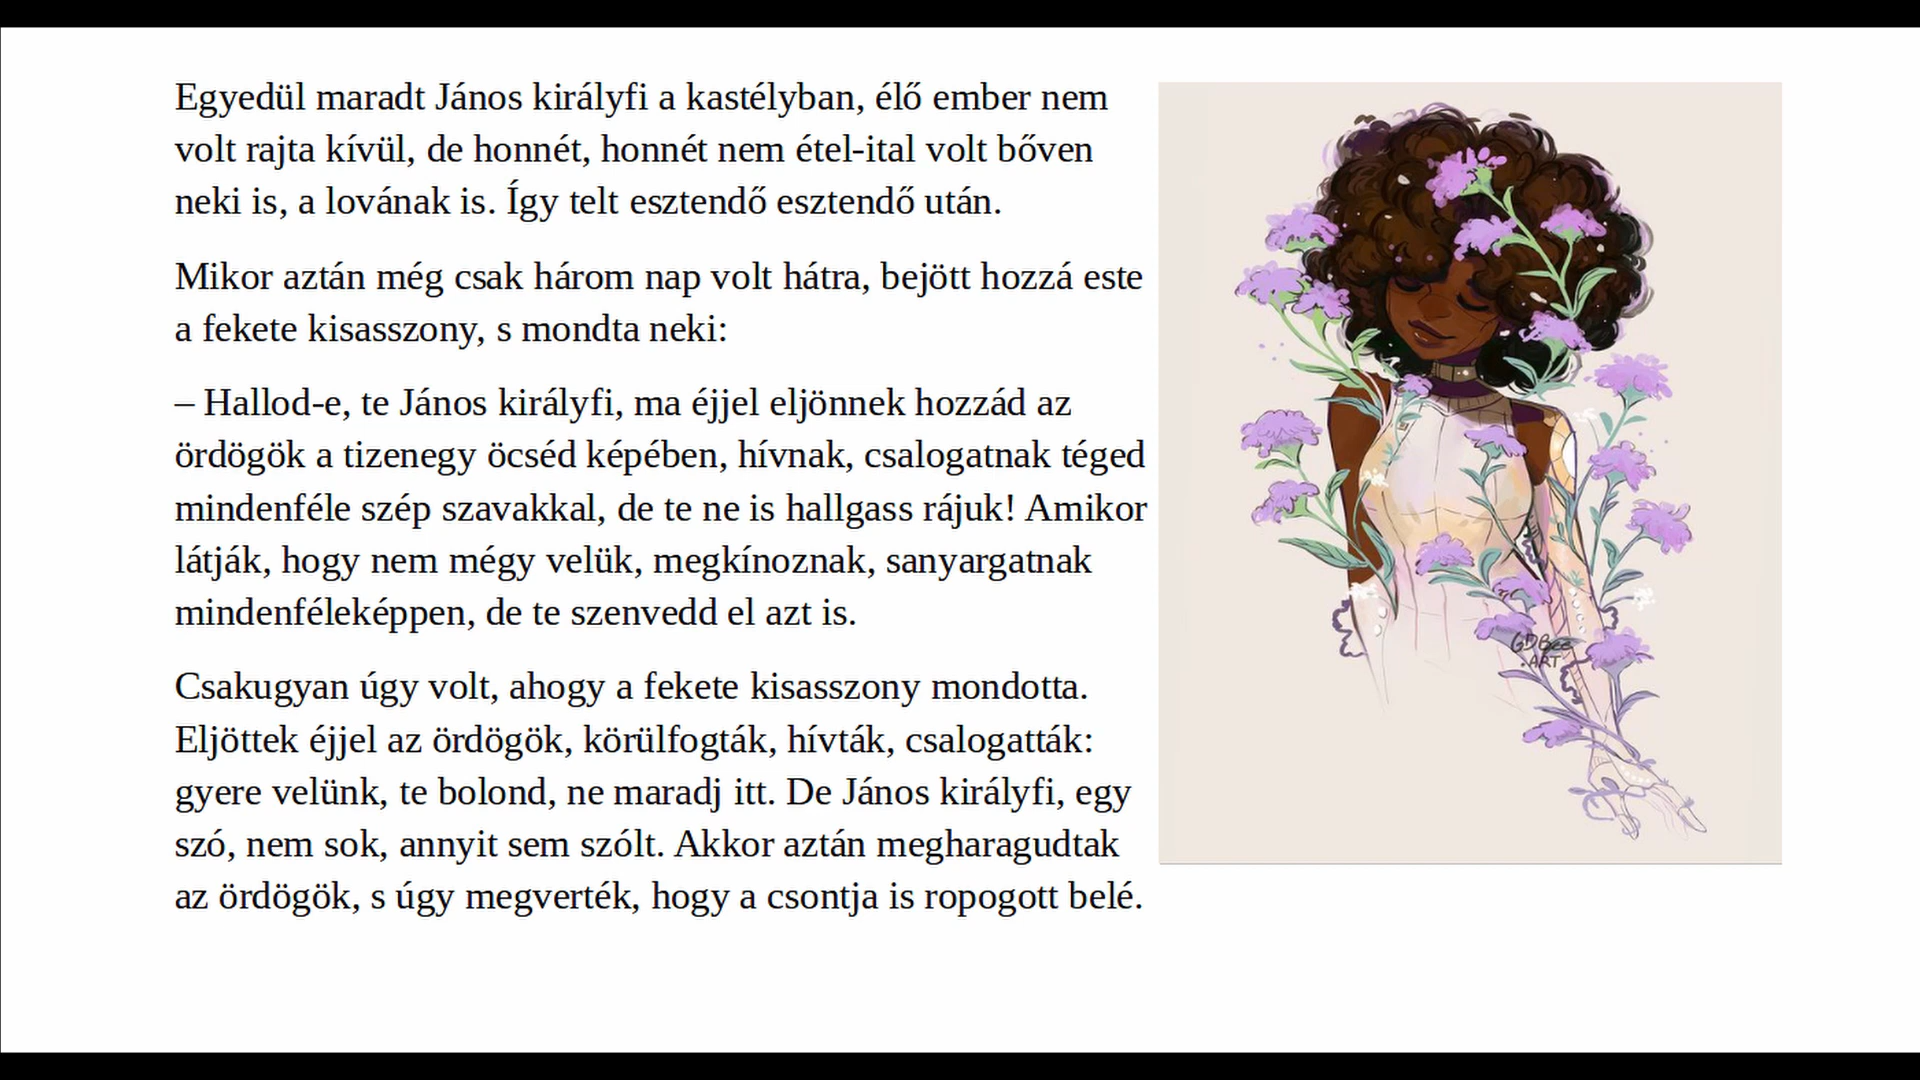 Egyedül maradt János királyfi a kastélyban, élő ember nem
volt rajta kívül, de honnét, honnét nem étel-ital volt bőven
neki is, a lovának is. Így telt esztendő esztendő után.
Mikor aztán még csak három nap volt hátra, bejött hozzá este
a fekete kisasszony, s mondta neki:
– Hallod-e, te János királyfi, ma éjjel eljönnek hozzád az
ördögök a tizenegy öcséd képében, hívnak, csalogatnak téged
mindenféle szép szavakkal, de te ne is hallgass rájuk! Amikor
látják, hogy nem mégy velük, megkínoznak, sanyargatnak
mindenféleképpen, de te szenvedd el azt is.
Csakugyan úgy volt, ahogy a fekete kisasszony mondotta.
Eljöttek éjjel az ördögök, körülfogták, hívták, csalogatták:
gyere velünk, te bolond, ne maradj itt. De János királyfi, egy
szó, nem sok, annyit sem szólt. Akkor aztán megharagudtak
az ördögök, s úgy megverték, hogy a csontja is ropogott belé.
GDBee
.ART